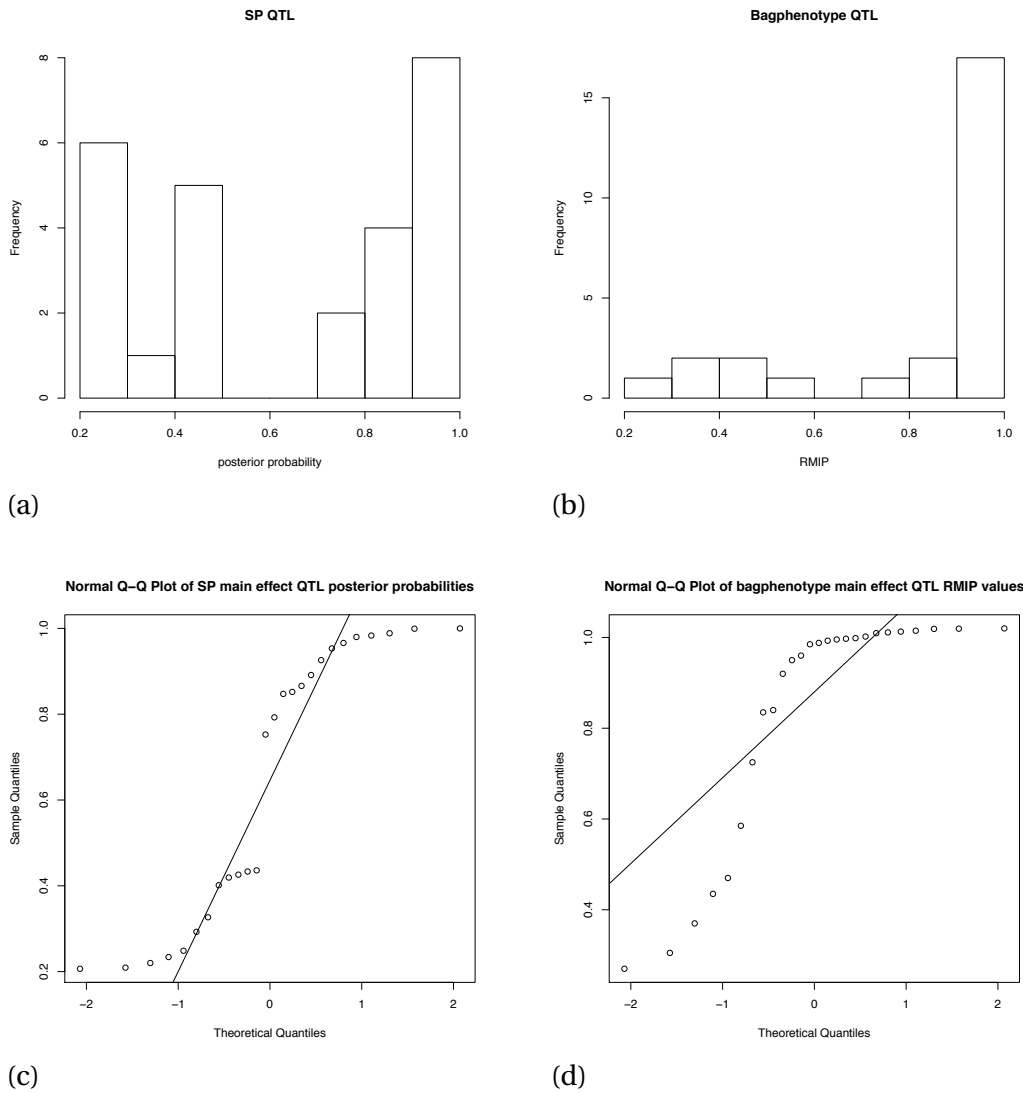 SP QTL
Frequency
0
2
4
6
8
0.2
0.4
0.6
0.8
1.0
posterior probability
(a)
Bagphenotype QTL
Frequency
0
5
10
15
0.2
0.4
0.6
0.8
1.0
RMIP
(b)
Normal Q−Q Plot of SP main effect QTL posterior probabilities
Sample Quantiles
0.2
0.4
0.6
0.8
1.0
−2
−1
0
1
2
Theoretical Quantiles
(c)
Normal Q−Q Plot of bagphenotype main effect QTL RMIP values
Sample Quantiles
0.4
0.6
0.8
1.0
−2
−1
0
1
2
Theoretical Quantiles
(d)